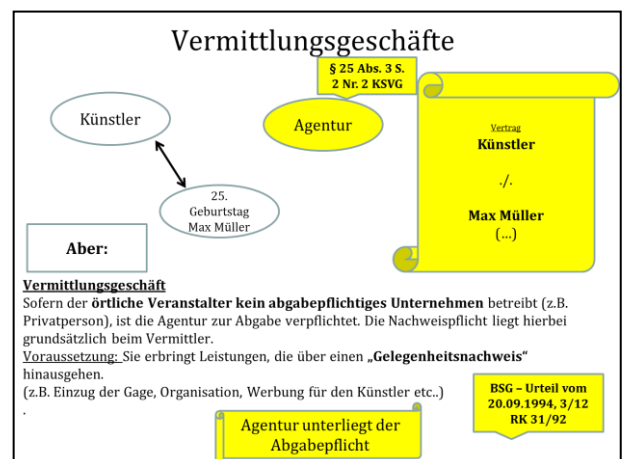 Vermittlungsgeschäfte
§ 25 Abs. 3 S.
2 Nr. 2 KSVG
Künstler
Agentur
Vertrag
Künstler
./.
Max Müller
(...)
25.
Geburtstag
Max Müller
Aber:
Vermittlungsgeschäft
Sofern der örtliche Veranstalter kein abgabepflichtiges Unternehmen betreibt (z.B.
Privatperson), ist die Agentur zur Abgabe verpflichtet. Die Nachweispflicht liegt hierbei
grundsätzlich beim Vermittler.
Voraussetzung: Sie erbringt Leistungen, die über einen „Gelegenheitsnachweis“
hinausgehen.
(z.B. Einzug der Gage, Organisation, Werbung für den Künstler etc..)
.
BSG – Urteil vom
20.09.1994, 3/12
RK 31/92
Agentur unterliegt der
Abgabepflicht